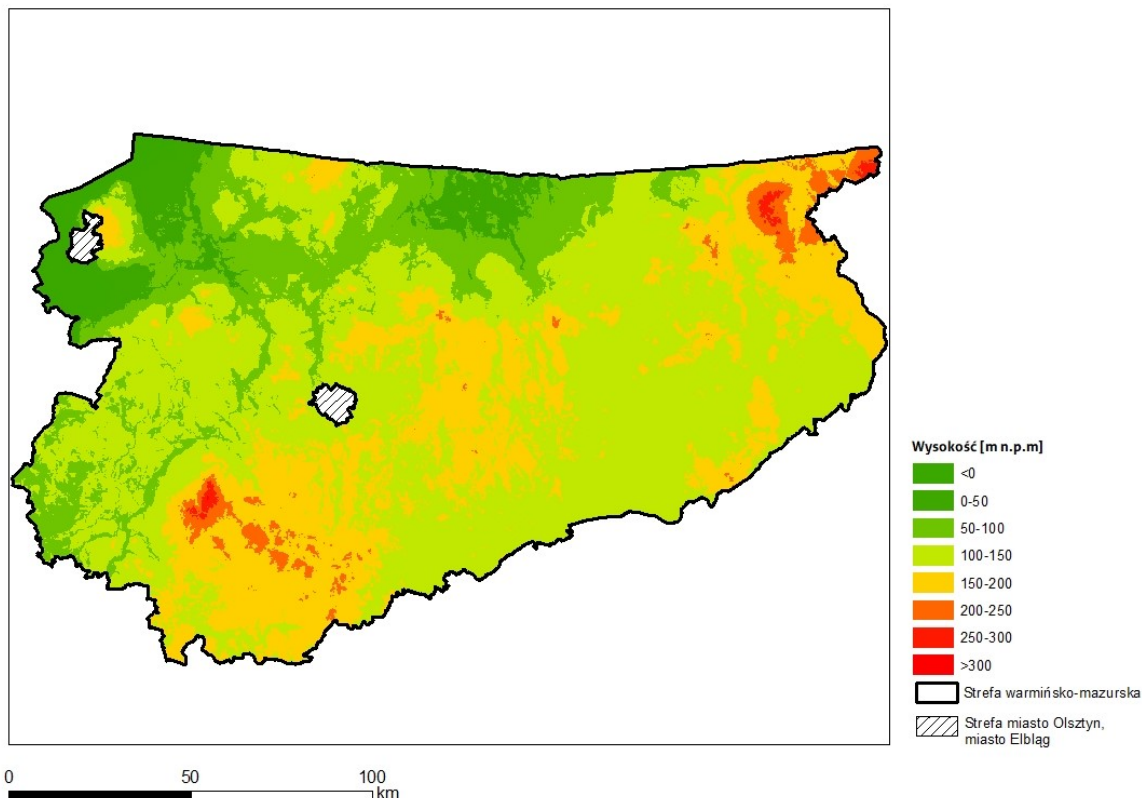 Wysokość [m n.p.m]
<0
0-50
50-100
100-150
150-200
200-250
250-300
>300
Strefa warmińsko-mazurska
Strefa miasto Olsztyn,
miasto Elbląg
0 50 100
km